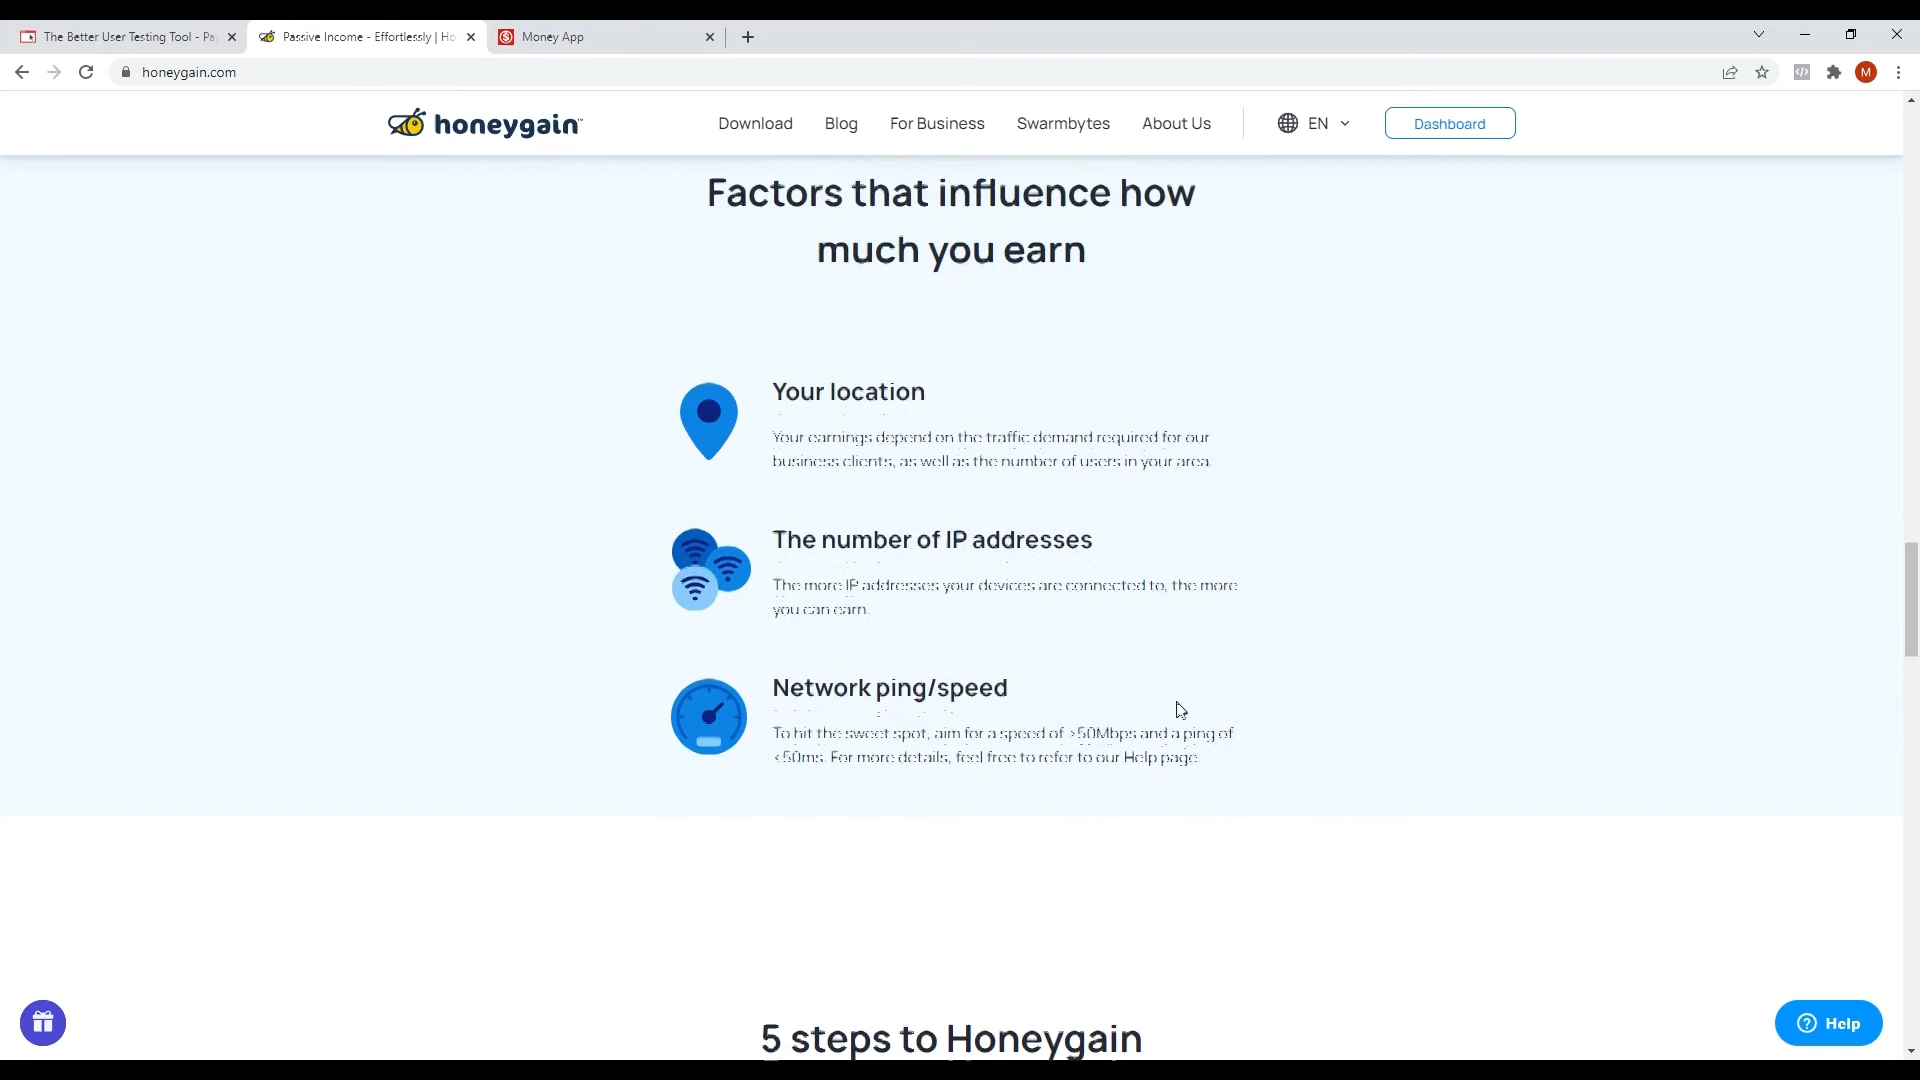 The Better User Testing Tool - Pa
Passive Income - Effortlessly | Ho
Money App
honeygain.com
M
honeygain
Download
Blog
For Business
Swarmbytes
About Us
EN
Dashboard
Factors that influence how
much you earn
Your location
Your earnings depend on the traffic demand required for our
business clients, as well as the number of users in your area.
The number of IP addresses
The more IP addresses your devices are connected to, the more
you can earn.
Network ping/speed
To hit the sweet spot, aim for a speed of >50Mbps and a ping of
<50ms. For more details, feel free to refer to our Help page.
5 steps to Honeygain
Help